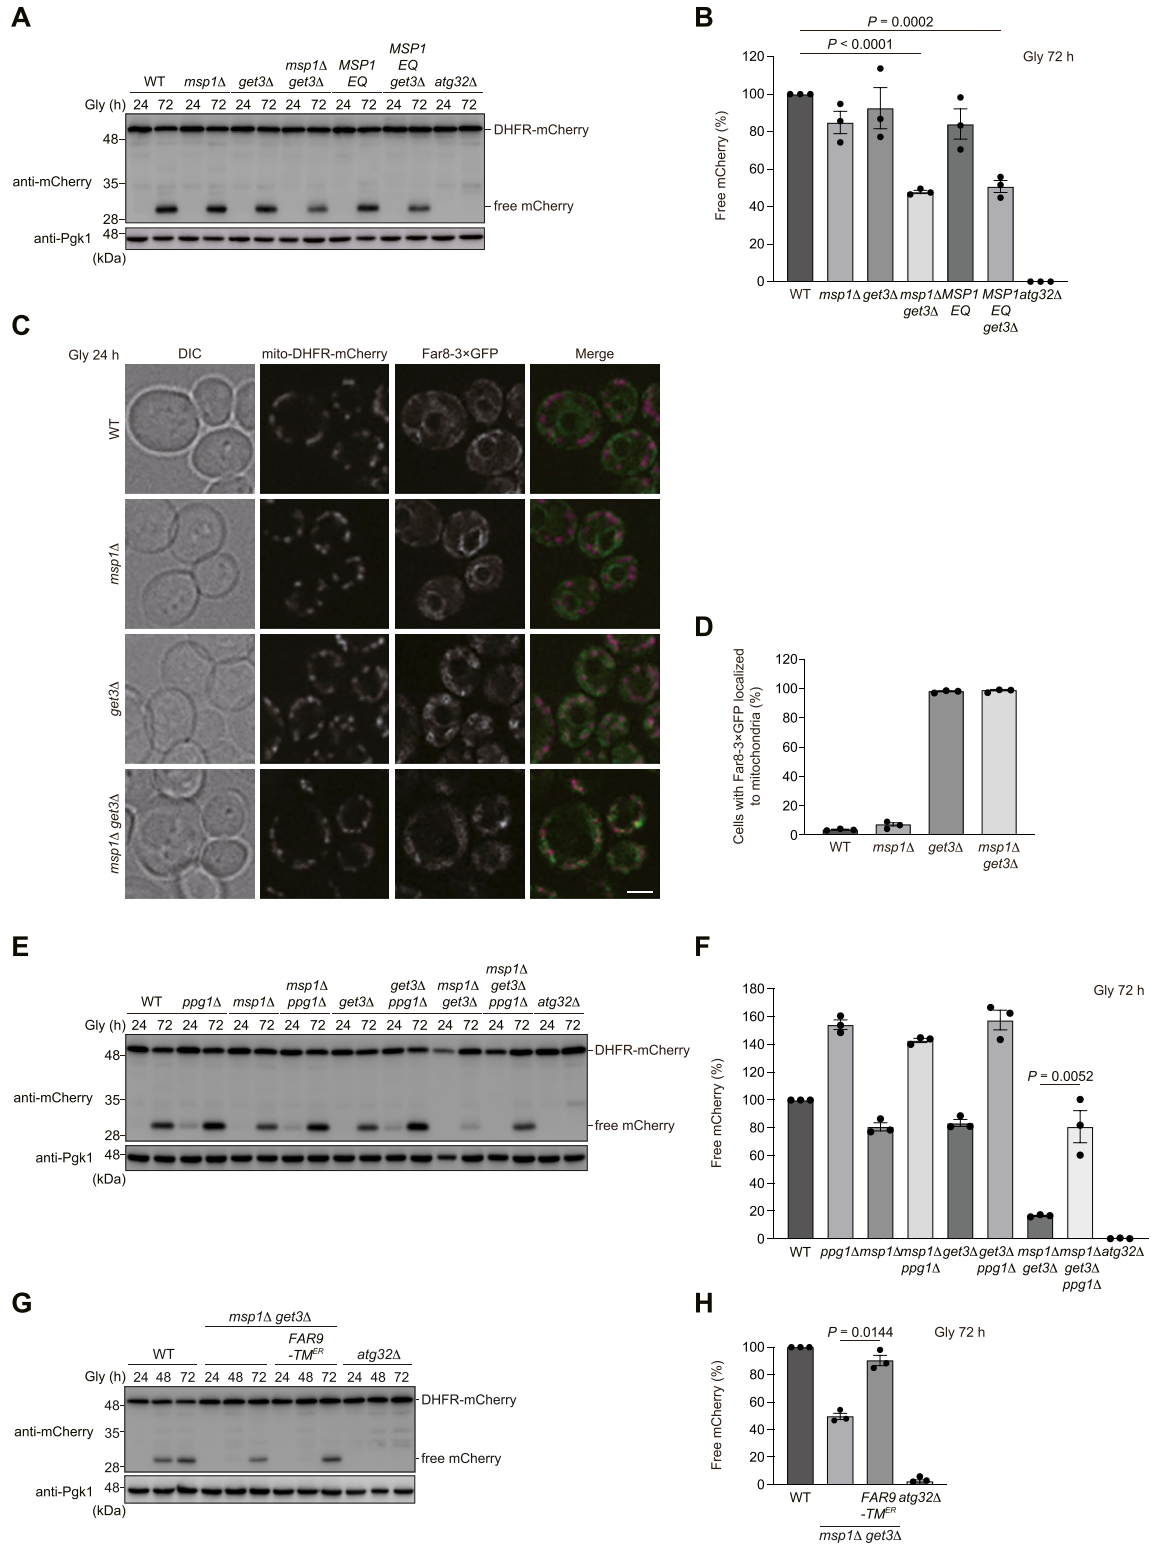 A
WT msp1Δ get3Δ msp1Δ get3Δ MSP1 EQ MSP1 EQ get3Δ atg32Δ
Gly (h) 24 72 24 72 24 72 24 72 24 72 24 72 24 72
48
DHFR-mCherry
anti-mCherry
35
28
free mCherry
anti-Pgk1
48
(kDa)
B
P = 0.0002
P < 0.0001
Gly 72 h
Free mCherry (%)
120
100
80
60
40
20
0
WT msp1Δ get3Δ msp1Δ get3Δ MSP1 EQ MSP1 EQ get3Δ atg32Δ
C
Gly 24 h
DIC mito-DHFR-mCherry Far8-3×GFP Merge
WT
msp1Δ
get3Δ
msp1Δ get3Δ
D
Cells with Far8-3×GFP localized
to mitochondria (%)
120
100
80
60
40
20
0
WT msp1Δ get3Δ msp1Δ get3Δ
E
WT ppg1Δ msp1Δ msp1Δ ppg1Δ get3Δ get3Δ ppg1Δ msp1Δ get3Δ msp1Δ get3Δ ppg1Δ atg32Δ
Gly (h) 24 72 24 72 24 72 24 72 24 72 24 72 24 72 24 72 24 72
48
DHFR-mCherry
anti-mCherry
35
28
free mCherry
anti-Pgk1
48
(kDa)
F
Gly 72 h
P = 0.0052
Free mCherry (%)
180
160
140
120
100
80
60
40
20
0
WT ppg1Δ msp1Δ msp1Δ ppg1Δ get3Δ get3Δ ppg1Δ msp1Δ get3Δ msp1Δ get3Δ ppg1Δ atg32Δ
G
msp1Δ get3Δ
WT FAR9 -TMER atg32Δ
Gly (h) 24 48 72 24 48 72 24 48 72 24 48 72
48
DHFR-mCherry
anti-mCherry
35
28
free mCherry
anti-Pgk1
48
(kDa)
H
P = 0.0144
Gly 72 h
Free mCherry (%)
100
80
60
40
20
0
WT FAR9 -TMER atg32Δ
msp1Δ get3Δ